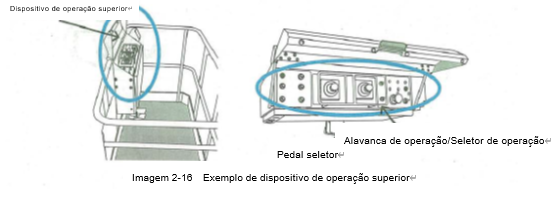 Dispositivo de operação superior
Alavanca de operação/Seletor de operação
Pedal seletor
Imagem 2-16 Exemplo de dispositivo de operação superior